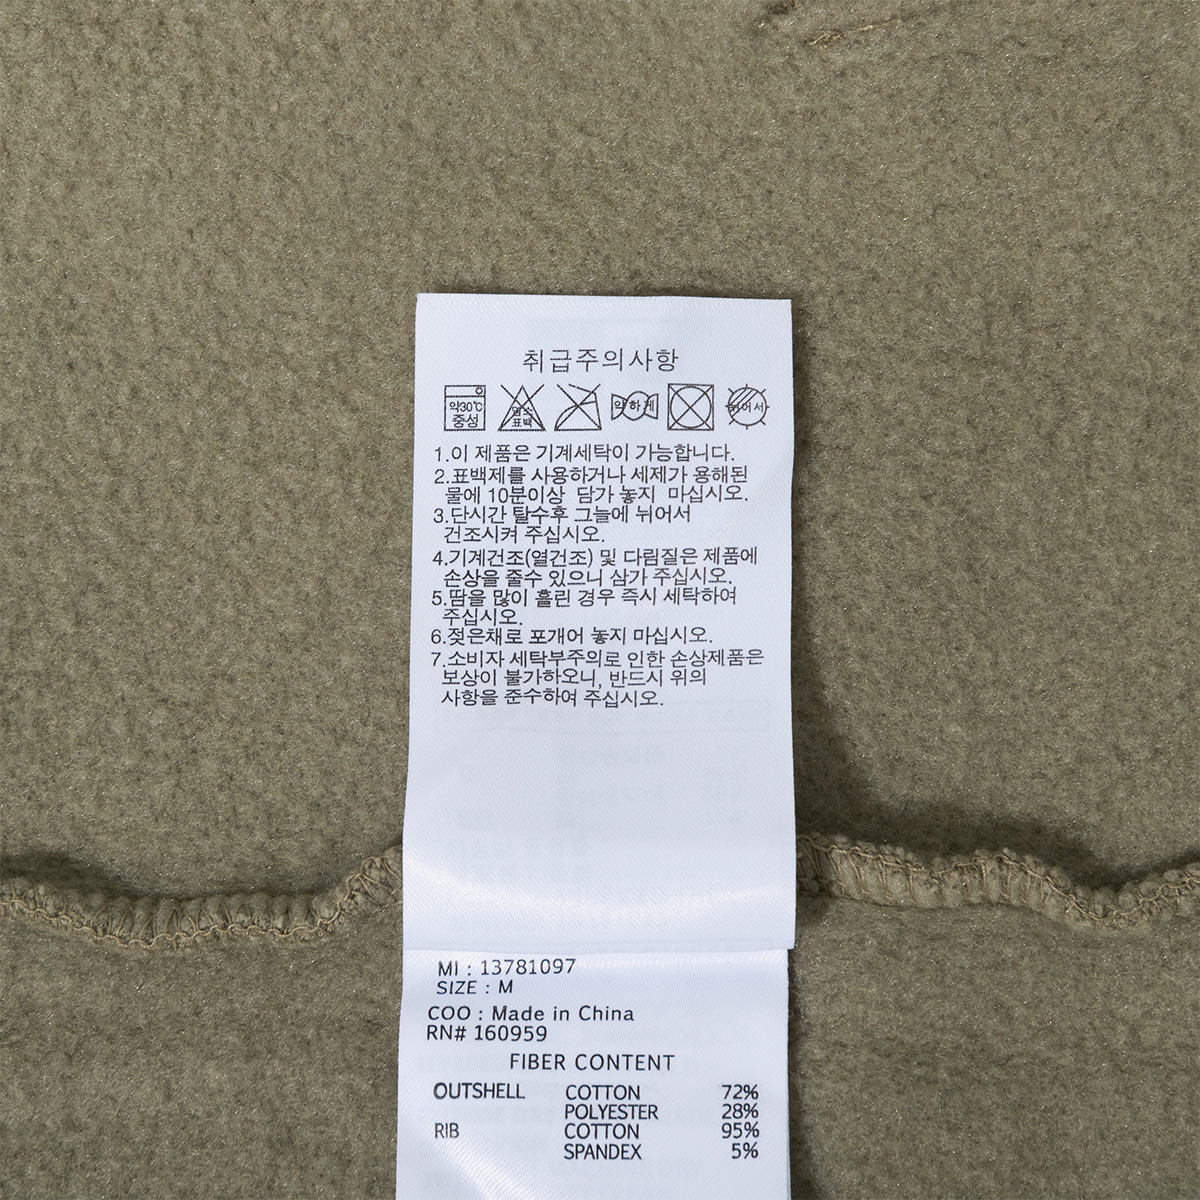 취급주의사항
약30℃ 중성 염소 표백 약하게 뉘어서
1.이 제품은 기계세탁이 가능합니다.
2.표백제를 사용하거나 세제가 용해된
물에 10분이상 담가 놓지 마십시오.
3.단시간 탈수후 그늘에 뉘어서
건조시켜 주십시오.
4.기계건조(열건조) 및 다림질은 제품에
손상을 줄수 있으니 삼가 주십시오.
5.땀을 많이 흘린 경우 즉시 세탁하여
주십시오.
6.젖은채로 포개어 놓지 마십시오.
7.소비자 세탁부주의로 인한 손상제품은
보상이 불가하오니, 반드시 위의
사항을 준수하여 주십시오.
MI : 13781097
SIZE : M
COO : Made in China
RN# 160959
FIBER CONTENT
OUTSHELL COTTON 72%
POLYESTER 28%
RIB COTTON 95%
SPANDEX 5%